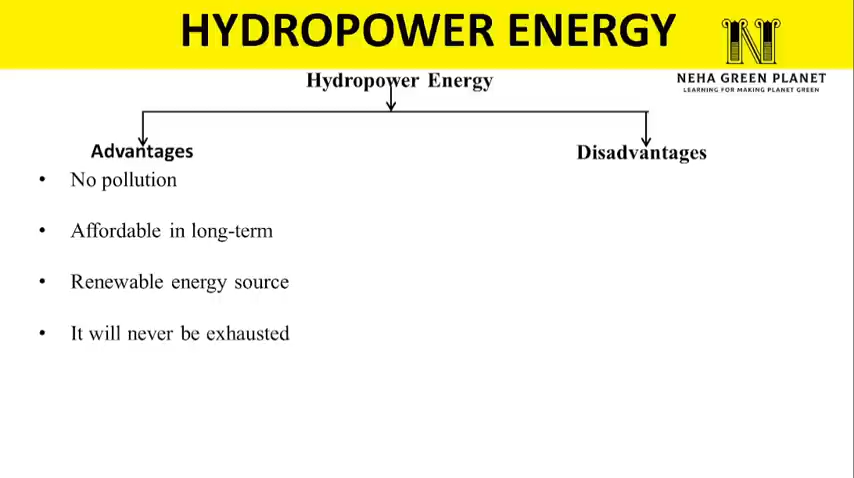 HYDROPOWER ENERGY
N
NEHA GREEN PLANET
LEARNING FOR MAKING PLANET GREEN
Hydropower Energy
Advantages
• No pollution
• Affordable in long-term
• Renewable energy source
• It will never be exhausted
Disadvantages